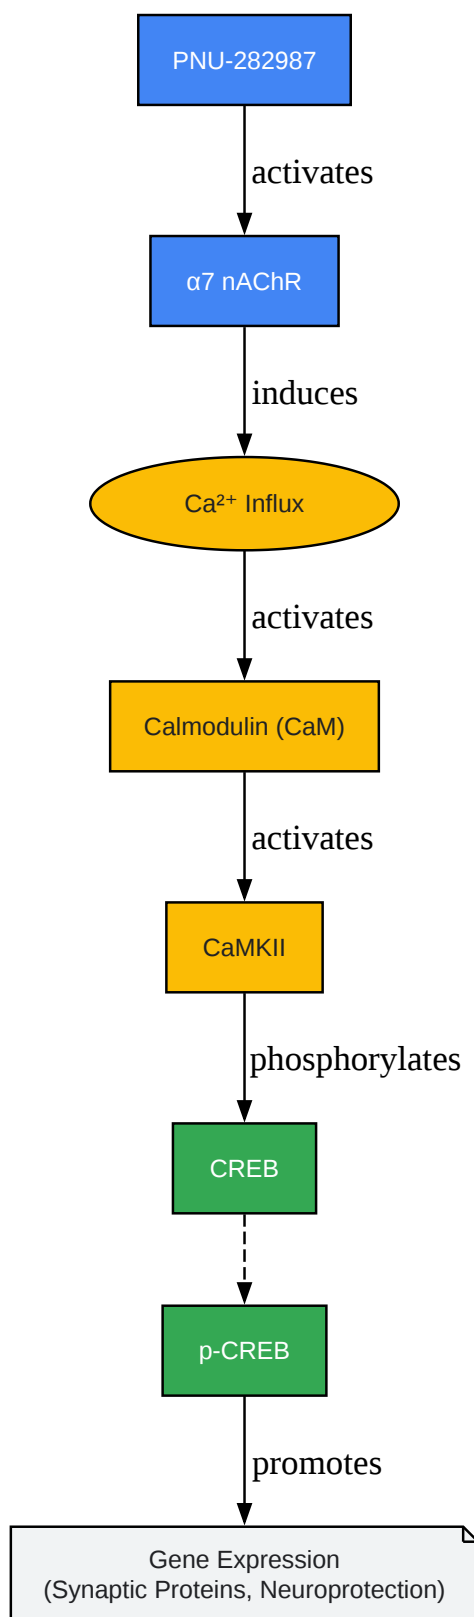 PNU-282987
activates
α7 nAChR
induces
Ca²⁺ Influx
activates
Calmodulin (CaM)
activates
CaMKII
phosphorylates
CREB
p-CREB
promotes
Gene Expression
(Synaptic Proteins, Neuroprotection)